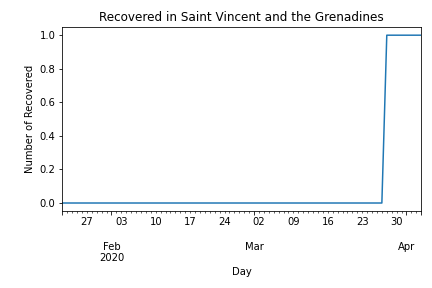 Recovered in Saint Vincent and the Grenadines
Number of Recovered
1.0
0.8
0.6
0.4
0.2
0.0
27 03 10 17 24 02 09 16 23 30
Feb Mar Apr
2020
Day